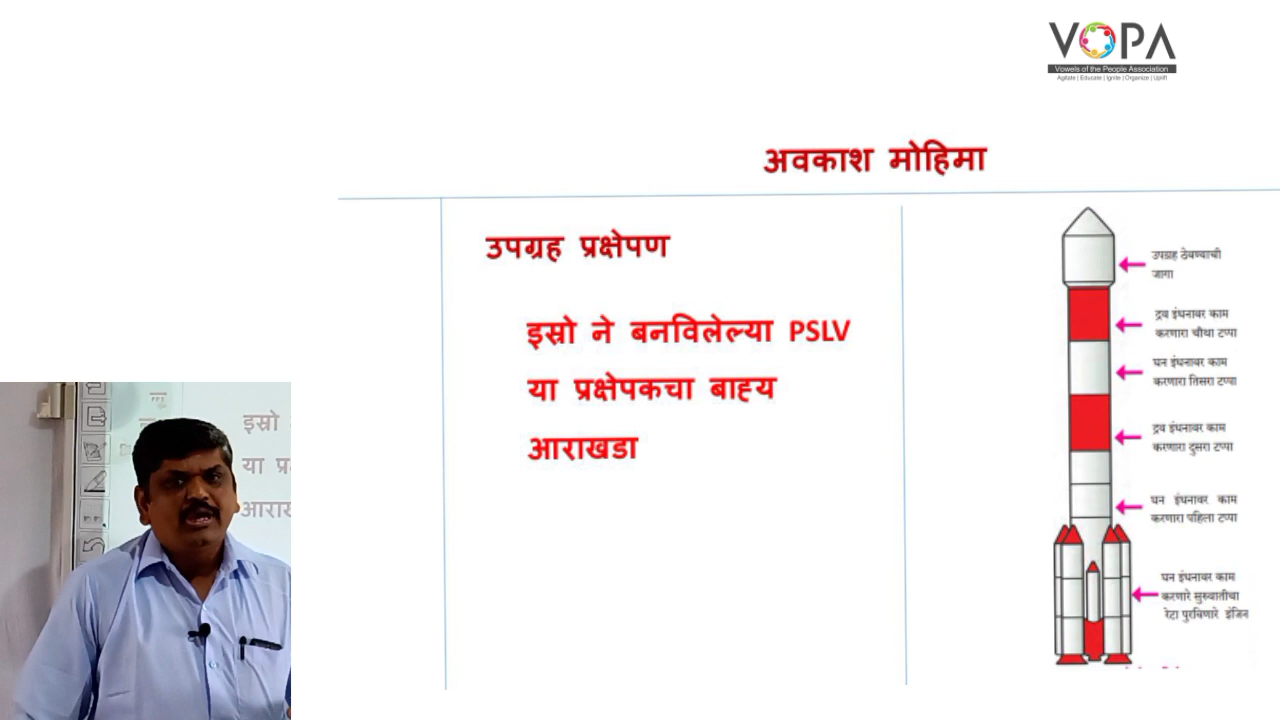 VOPA
Vowels of the People Association
Agitate | Educate | Ignite | Organize | Uplift
अवकाश मोहिमा
उपग्रह प्रक्षेपण
इस्रो ने बनविलेल्या PSLV
या प्रक्षेपकचा बाह्य
आराखडा
उपग्रह ठेवण्याची
जागा
द्रव इंधनावर काम
करणारा चौथा टप्पा
घन इंधनावर काम
करणारा तिसरा टप्पा
द्रव इंधनावर काम
करणारा दुसरा टप्पा
घन इंधनावर काम
करणारा पहिला टप्पा
घन इंधनावर काम
करणारे सुरुवातीचा
रेटा पुरविणारे इंजिन
इस्रो
या प्र
आराख